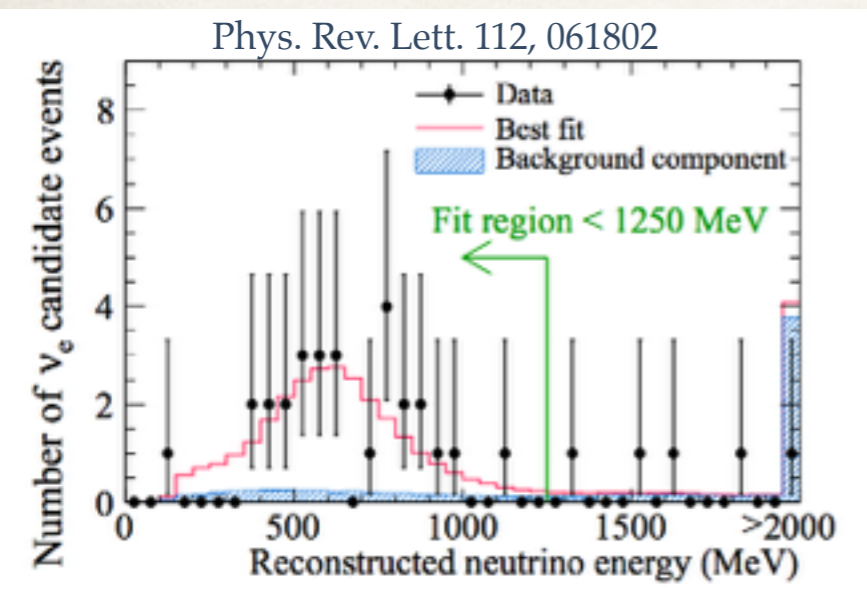 Phys. Rev. Lett. 112, 061802
Number of νe candidate events
8
6
4
2
0
Data
Best fit
Background component
Fit region < 1250 MeV
0 500 1000 1500 >2000
Reconstructed neutrino energy (MeV)